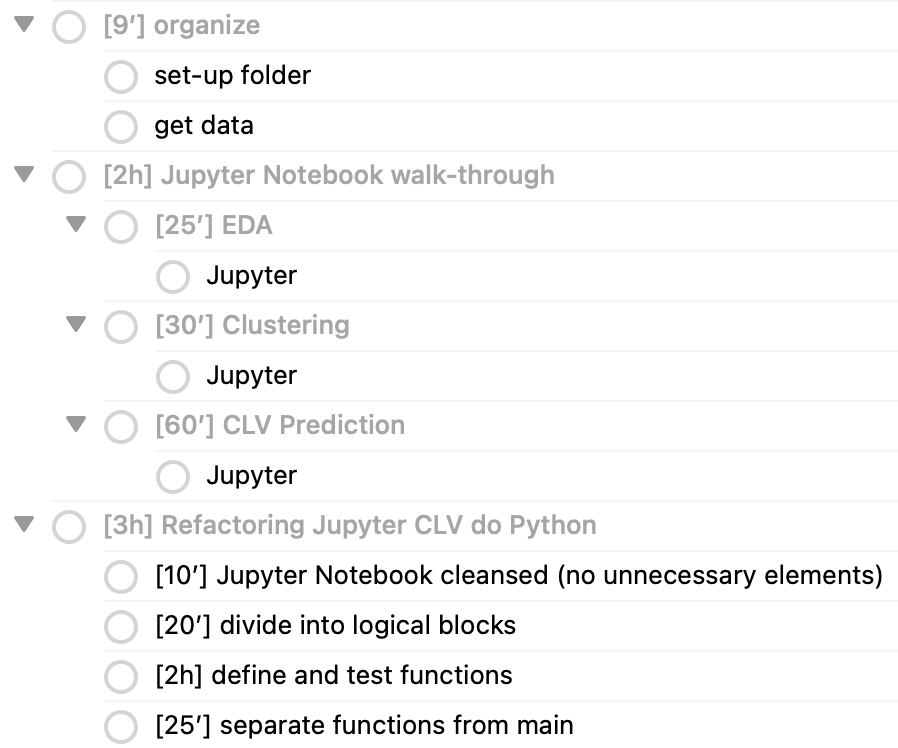 [9′] organize
set-up folder
get data
[2h] Jupyter Notebook walk-through
[25′] EDA
Jupyter
[30′] Clustering
Jupyter
[60′] CLV Prediction
Jupyter
[3h] Refactoring Jupyter CLV do Python
[10′] Jupyter Notebook cleansed (no unnecessary elements)
[20′] divide into logical blocks
[2h] define and test functions
[25′] separate functions from main